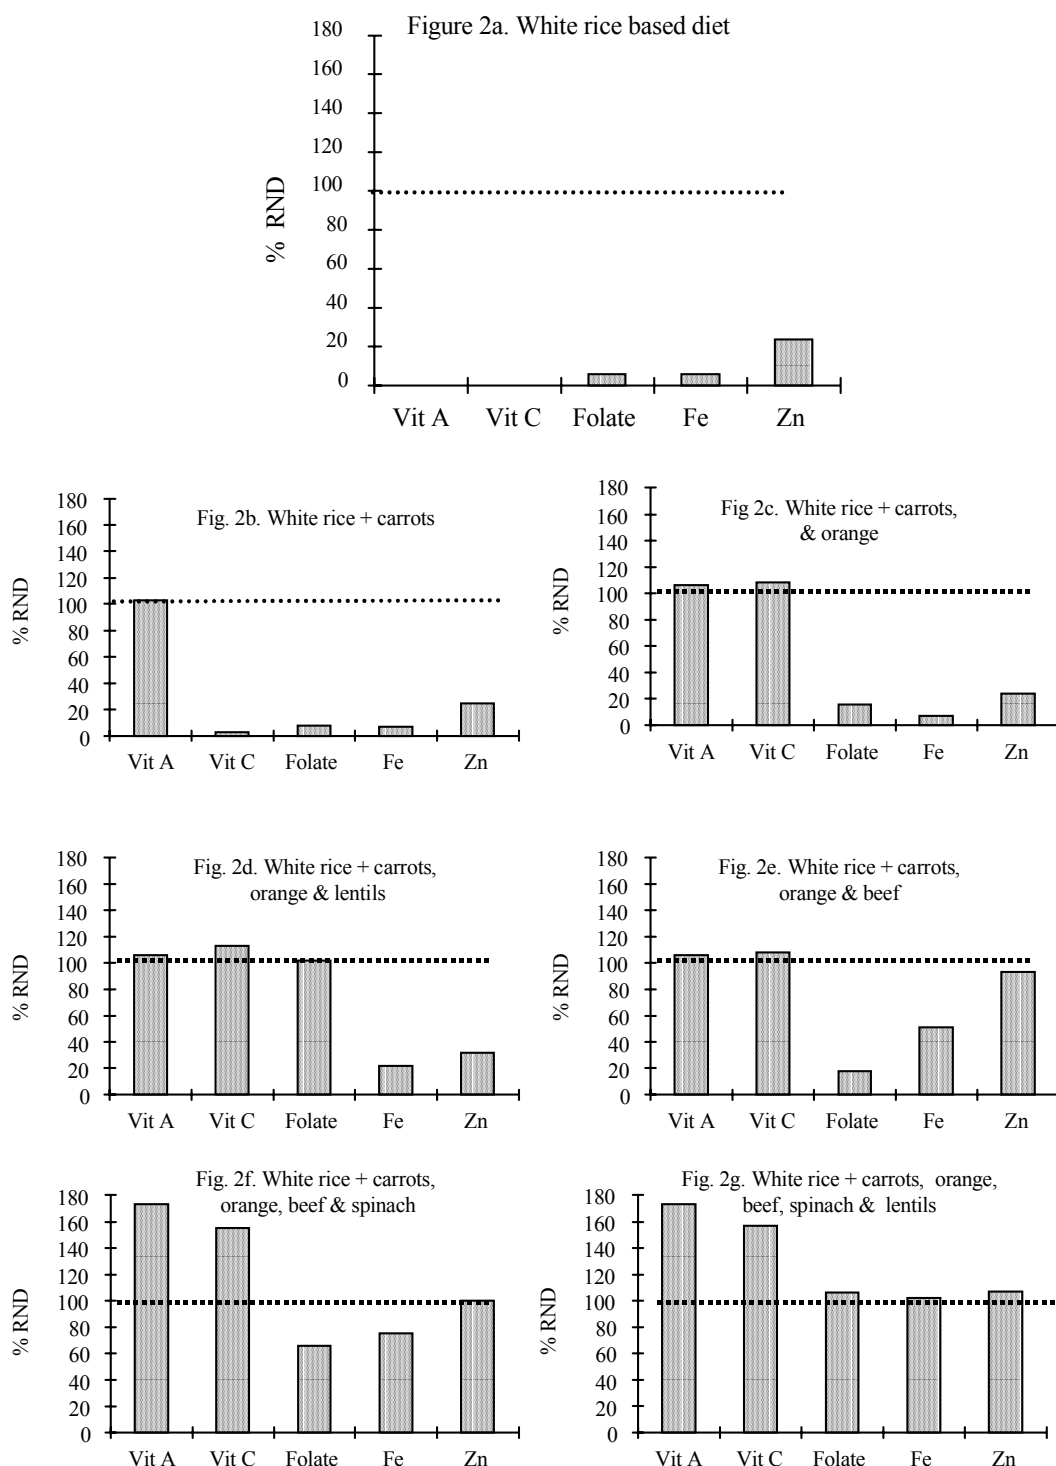 Figure 2a. White rice based diet
% RND
180
160
140
120
100
80
60
40
20
0
Vit A Vit C Folate Fe Zn
Fig. 2b. White rice + carrots
% RND
180
160
140
120
100
80
60
40
20
0
Vit A Vit C Folate Fe Zn
Fig 2c. White rice + carrots,
& orange
% RND
180
160
140
120
100
80
60
40
20
0
Vit A Vit C Folate Fe Zn
Fig. 2d. White rice + carrots,
orange & lentils
% RND
180
160
140
120
100
80
60
40
20
0
Vit A Vit C Folate Fe Zn
Fig. 2e. White rice + carrots,
orange & beef
% RND
180
160
140
120
100
80
60
40
20
0
Vit A Vit C Folate Fe Zn
Fig. 2f. White rice + carrots,
orange, beef & spinach
% RND
180
160
140
120
100
80
60
40
20
0
Vit A Vit C Folate Fe Zn
Fig. 2g. White rice + carrots, orange,
beef, spinach & lentils
% RND
180
160
140
120
100
80
60
40
20
0
Vit A Vit C Folate Fe Zn